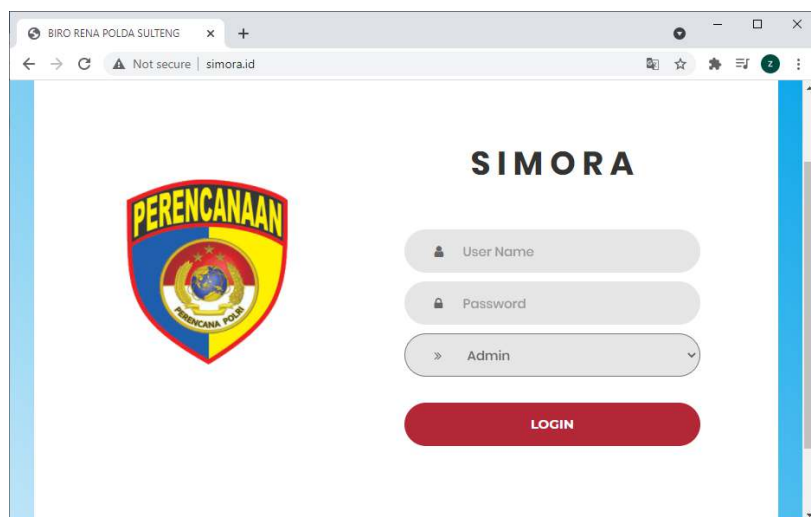 BIRO RENA POLDA SULTENG
Not secure | simora.id
SIMORA
PERENCANAAN
PERENCANA POLRI
User Name
Password
Admin
LOGIN